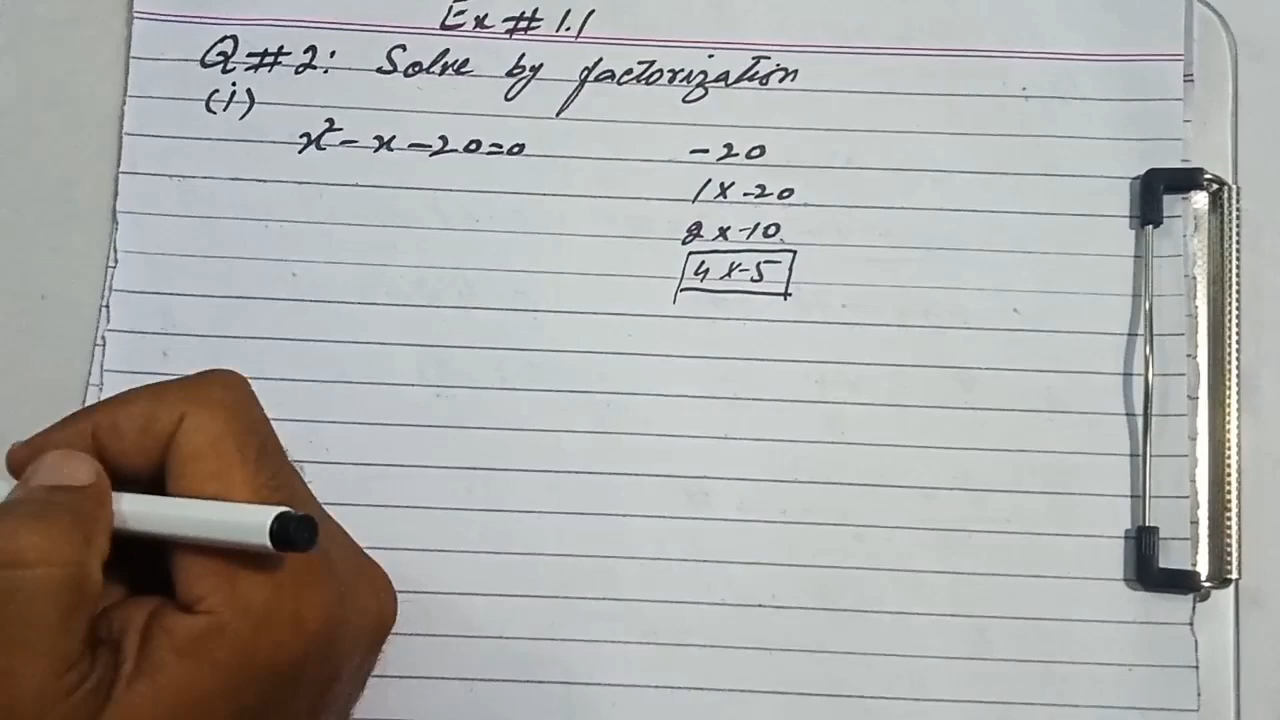 Ex # 1.1
Q # 2: Solve by factorization
(i)
x² - x - 20 = 0
-20
1 x -20
2 x -10
4 x -5